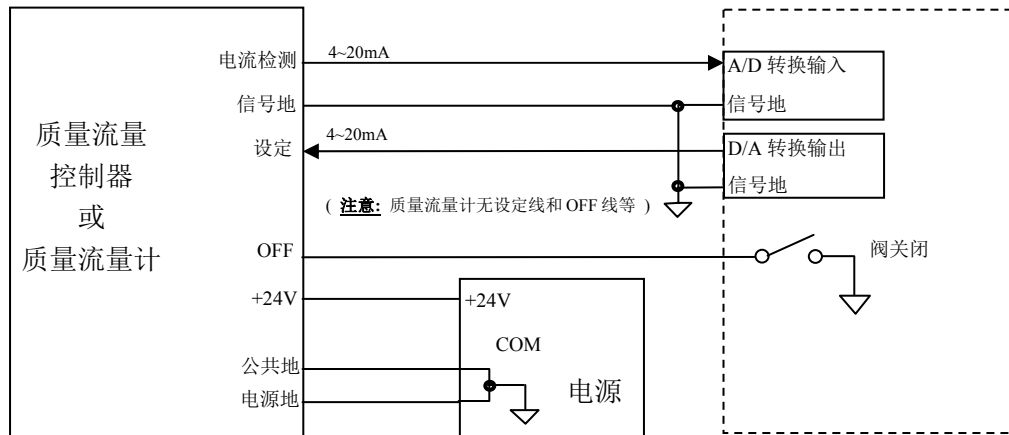 电流检测
4~20mA
A/D 转换输入
信号地
信号地
质量流量
控制器
或
质量流量计
设定
4~20mA
D/A 转换输出
信号地
( 注意: 质量流量计无设定线和 OFF 线等 )
OFF
阀关闭
+24V
+24V
COM
公共地
电源地
电源